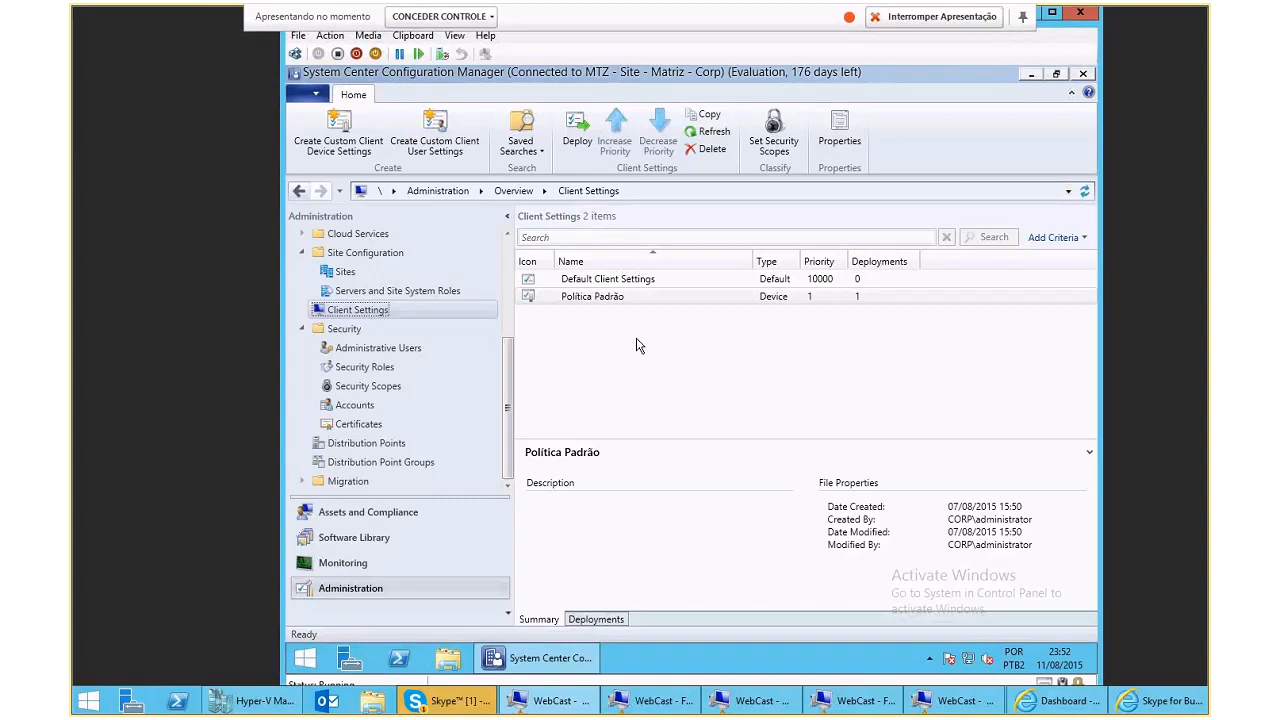 Apresentando no momento
CONCEDER CONTROLE
Interromper Apresentação
File Action Media Clipboard View Help
System Center Configuration Manager (Connected to MTZ - Site - Matriz - Corp) (Evaluation, 176 days left)
Home
Create Custom Client Device Settings
Create Custom Client User Settings
Saved Searches
Deploy
Increase Priority
Decrease Priority
Copy
Refresh
Delete
Set Security Scopes
Properties
Create Search Client Settings Classify Properties
\ Administration Overview Client Settings
Administration
Cloud Services
Site Configuration
Sites
Servers and Site System Roles
Client Settings
Security
Administrative Users
Security Roles
Security Scopes
Accounts
Certificates
Distribution Points
Distribution Point Groups
Migration
Assets and Compliance
Software Library
Monitoring
Administration
Client Settings 2 items
Search Search Add Criteria
Icon Name Type Priority Deployments
Default Client Settings Default 10000 0
Política Padrão Device 1 1
Política Padrão
Description
File Properties
Date Created: 07/08/2015 15:50
Created By: CORP\administrator
Date Modified: 07/08/2015 15:50
Modified By: CORP\administrator
Activate Windows
Go to System in Control Panel to
activate Windows.
Summary Deployments
Ready
System Center Co...
POR
PTB2
23:52
11/08/2015
Status: Running
Hyper-V Ma...
Skype™ [1] -...
WebCast - ...
WebCast - F...
WebCast - ...
WebCast - F...
WebCast - ...
Dashboard -...
Skype for Bu...